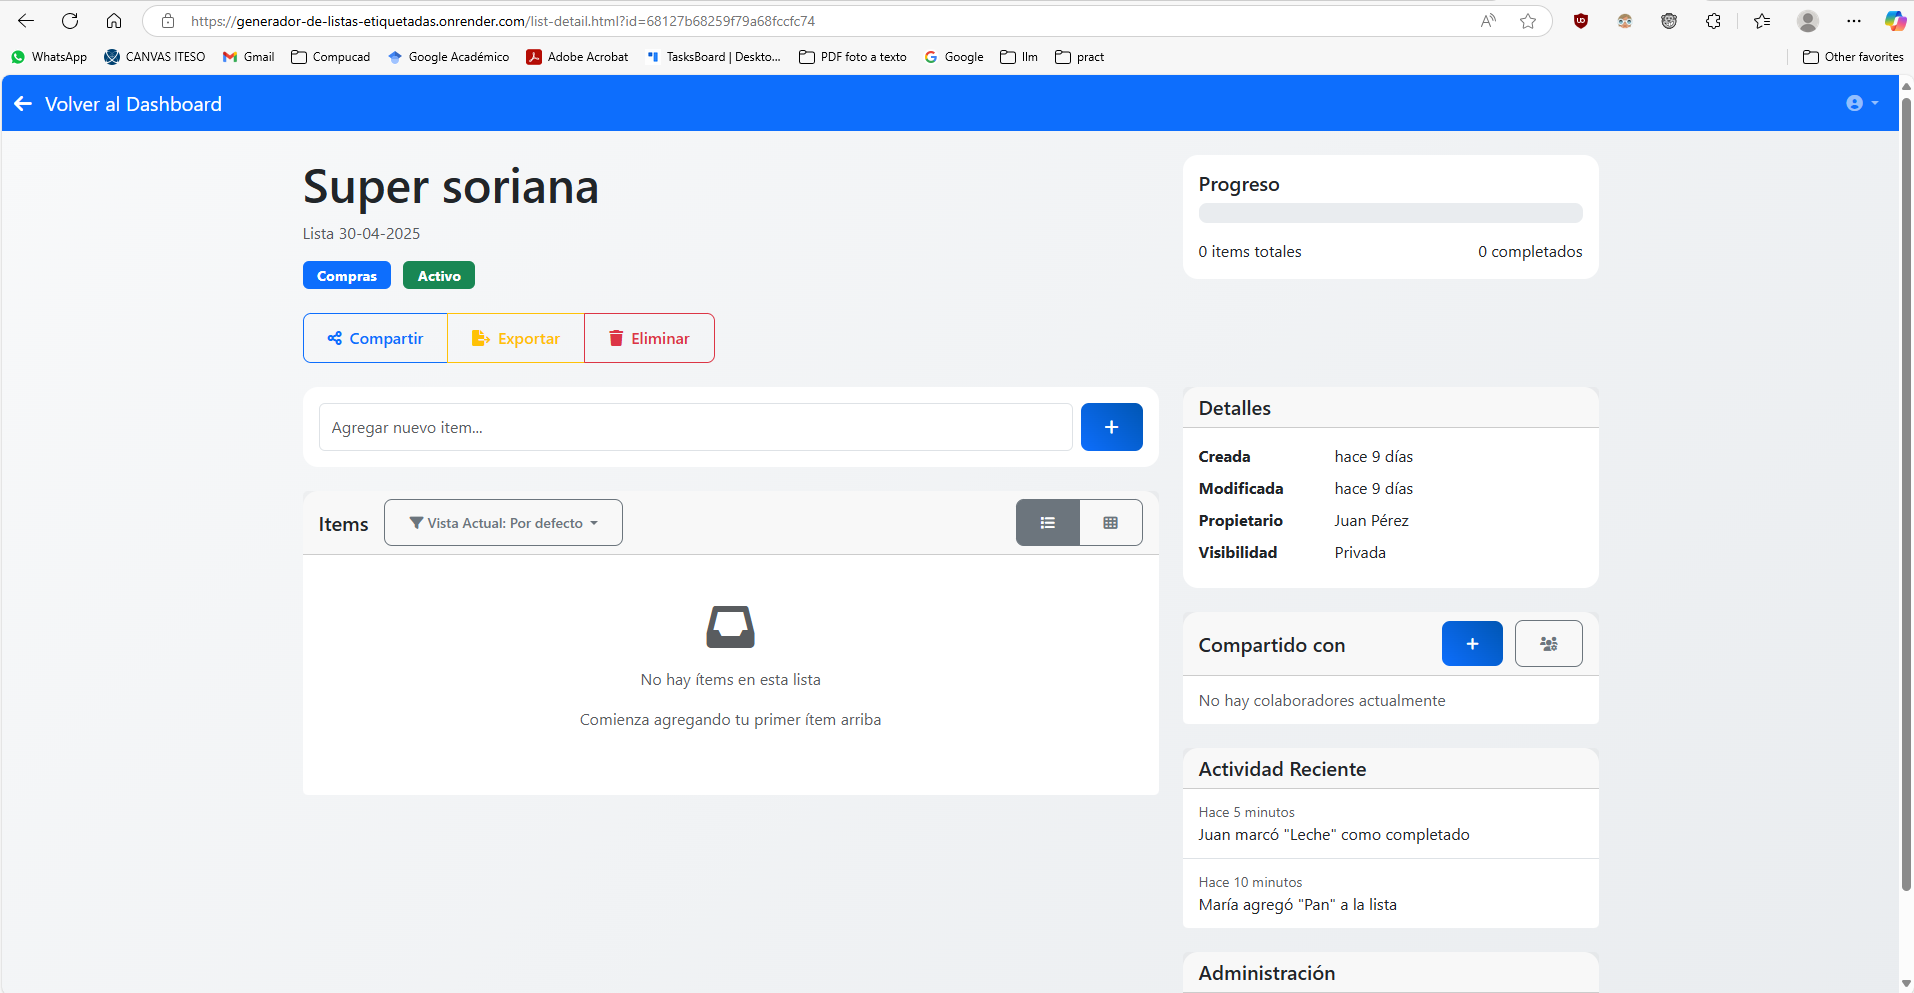 https://generador-de-listas-etiquetadas.onrender.com/list-detail.html?id=68127b68259f79a68fccfc74
WhatsApp CANVAS ITESO Gmail Compucad Google Académico Adobe Acrobat TasksBoard | Deskto... PDF foto a texto Google llm pract Other favorites
Volver al Dashboard
Super soriana
Lista 30-04-2025
Compras Activo
Compartir Exportar Eliminar
Agregar nuevo item...
Items Vista Actual: Por defecto
No hay ítems en esta lista
Comienza agregando tu primer ítem arriba
Progreso
0 items totales 0 completados
Detalles
Creada hace 9 días
Modificada hace 9 días
Propietario Juan Pérez
Visibilidad Privada
Compartido con
No hay colaboradores actualmente
Actividad Reciente
Hace 5 minutos
Juan marcó "Leche" como completado
Hace 10 minutos
María agregó "Pan" a la lista
Administración